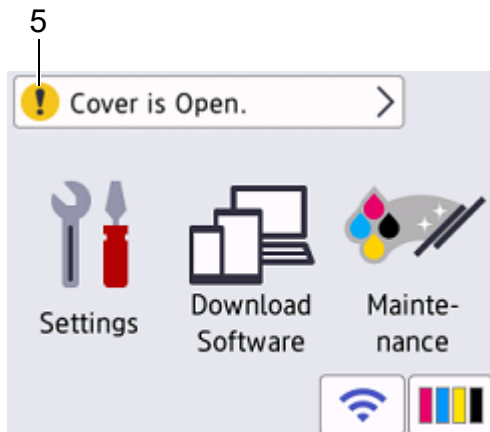 5
Cover is Open.
Settings
Download
Software
Mainte-
nance